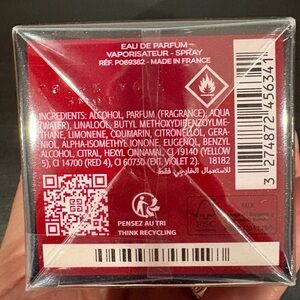 EAU DE PARFUM
VAPORISATEUR - SPRAY
RÉF. P069382 - MADE IN FRANCE
INGREDIENTS: ALCOHOL, PARFUM (FRAGRANCE), AQUA
(WATER), LINALOOL, BUTYL METHOXYDIBENZOYLME-
THANE, LIMONENE, COUMARIN, CITRONELLOL, GERA-
NIOL, ALPHA-ISOMETHYL IONONE, EUGENOL, BENZYL
ALCOHOL, CITRAL, HEXYL CINNAMAL, CI 19140 (YELLOW
5), CI 14700 (RED 4), CI 60730 (EXT. VIOLET 2). 18182
للاستعمال الخارجي فقط
3 274872 456341
PENSEZ AU TRI
THINK RECYCLING
FSC
MIX